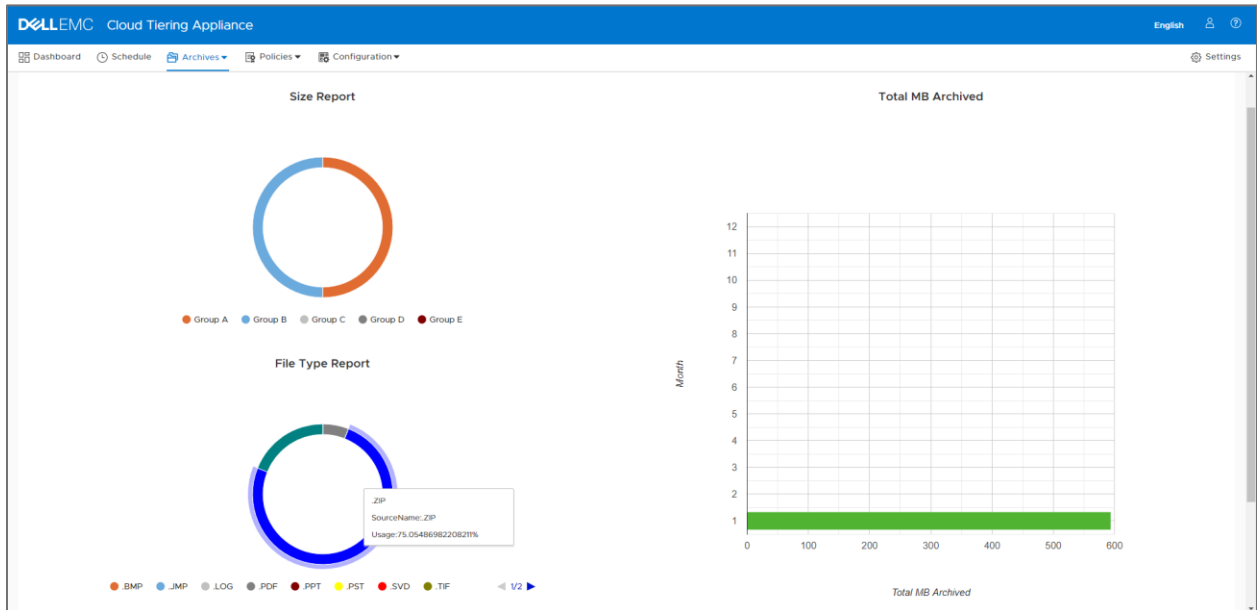 DELLEMC Cloud Tiering Appliance
English
Dashboard Schedule Archives Policies Configuration Settings
Size Report
Group A Group B Group C Group D Group E
File Type Report
.ZIP
SourceName:.ZIP
Usage:75.05486982208211%
.BMP .JMP .LOG .PDF .PPT .PST .SVD .TIF 1/2
Total MB Archived
Month
12
11
10
9
8
7
6
5
4
3
2
1
0 100 200 300 400 500 600
Total MB Archived